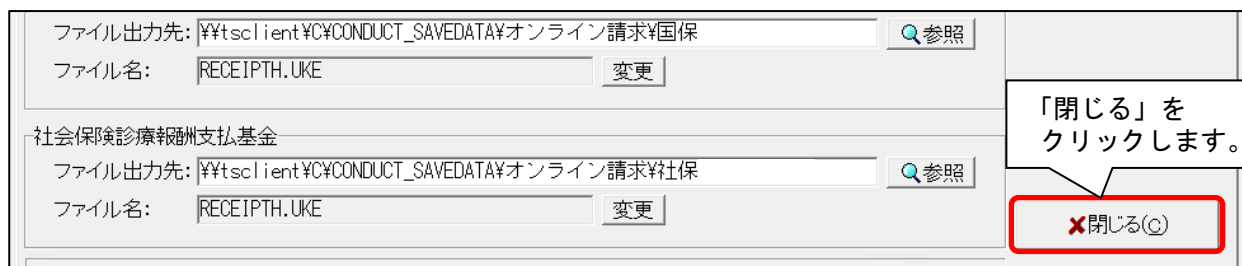 ファイル出力先: ¥¥tsclient¥C¥CONDUCT_SAVEDATA¥オンライン請求¥国保 参照
ファイル名: RECEIPTH.UKE 変更
「閉じる」を
クリックします。
社会保険診療報酬支払基金
ファイル出力先: ¥¥tsclient¥C¥CONDUCT_SAVEDATA¥オンライン請求¥社保 参照
ファイル名: RECEIPTH.UKE 変更
✘閉じる(C)